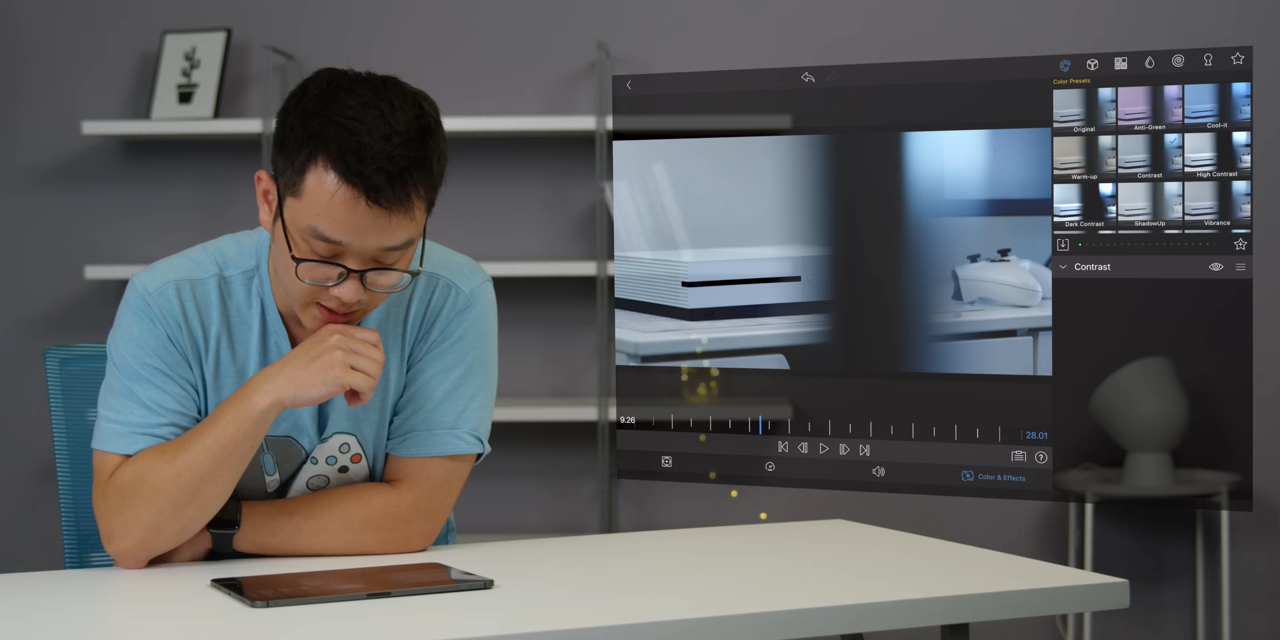 Color Presets
Original
Anti-Green
Cool-it
Warm-up
Contrast
High Contrast
Dark Contrast
ShadowUp
Vibrance
Contrast
9.26
28.01
Color & Effects